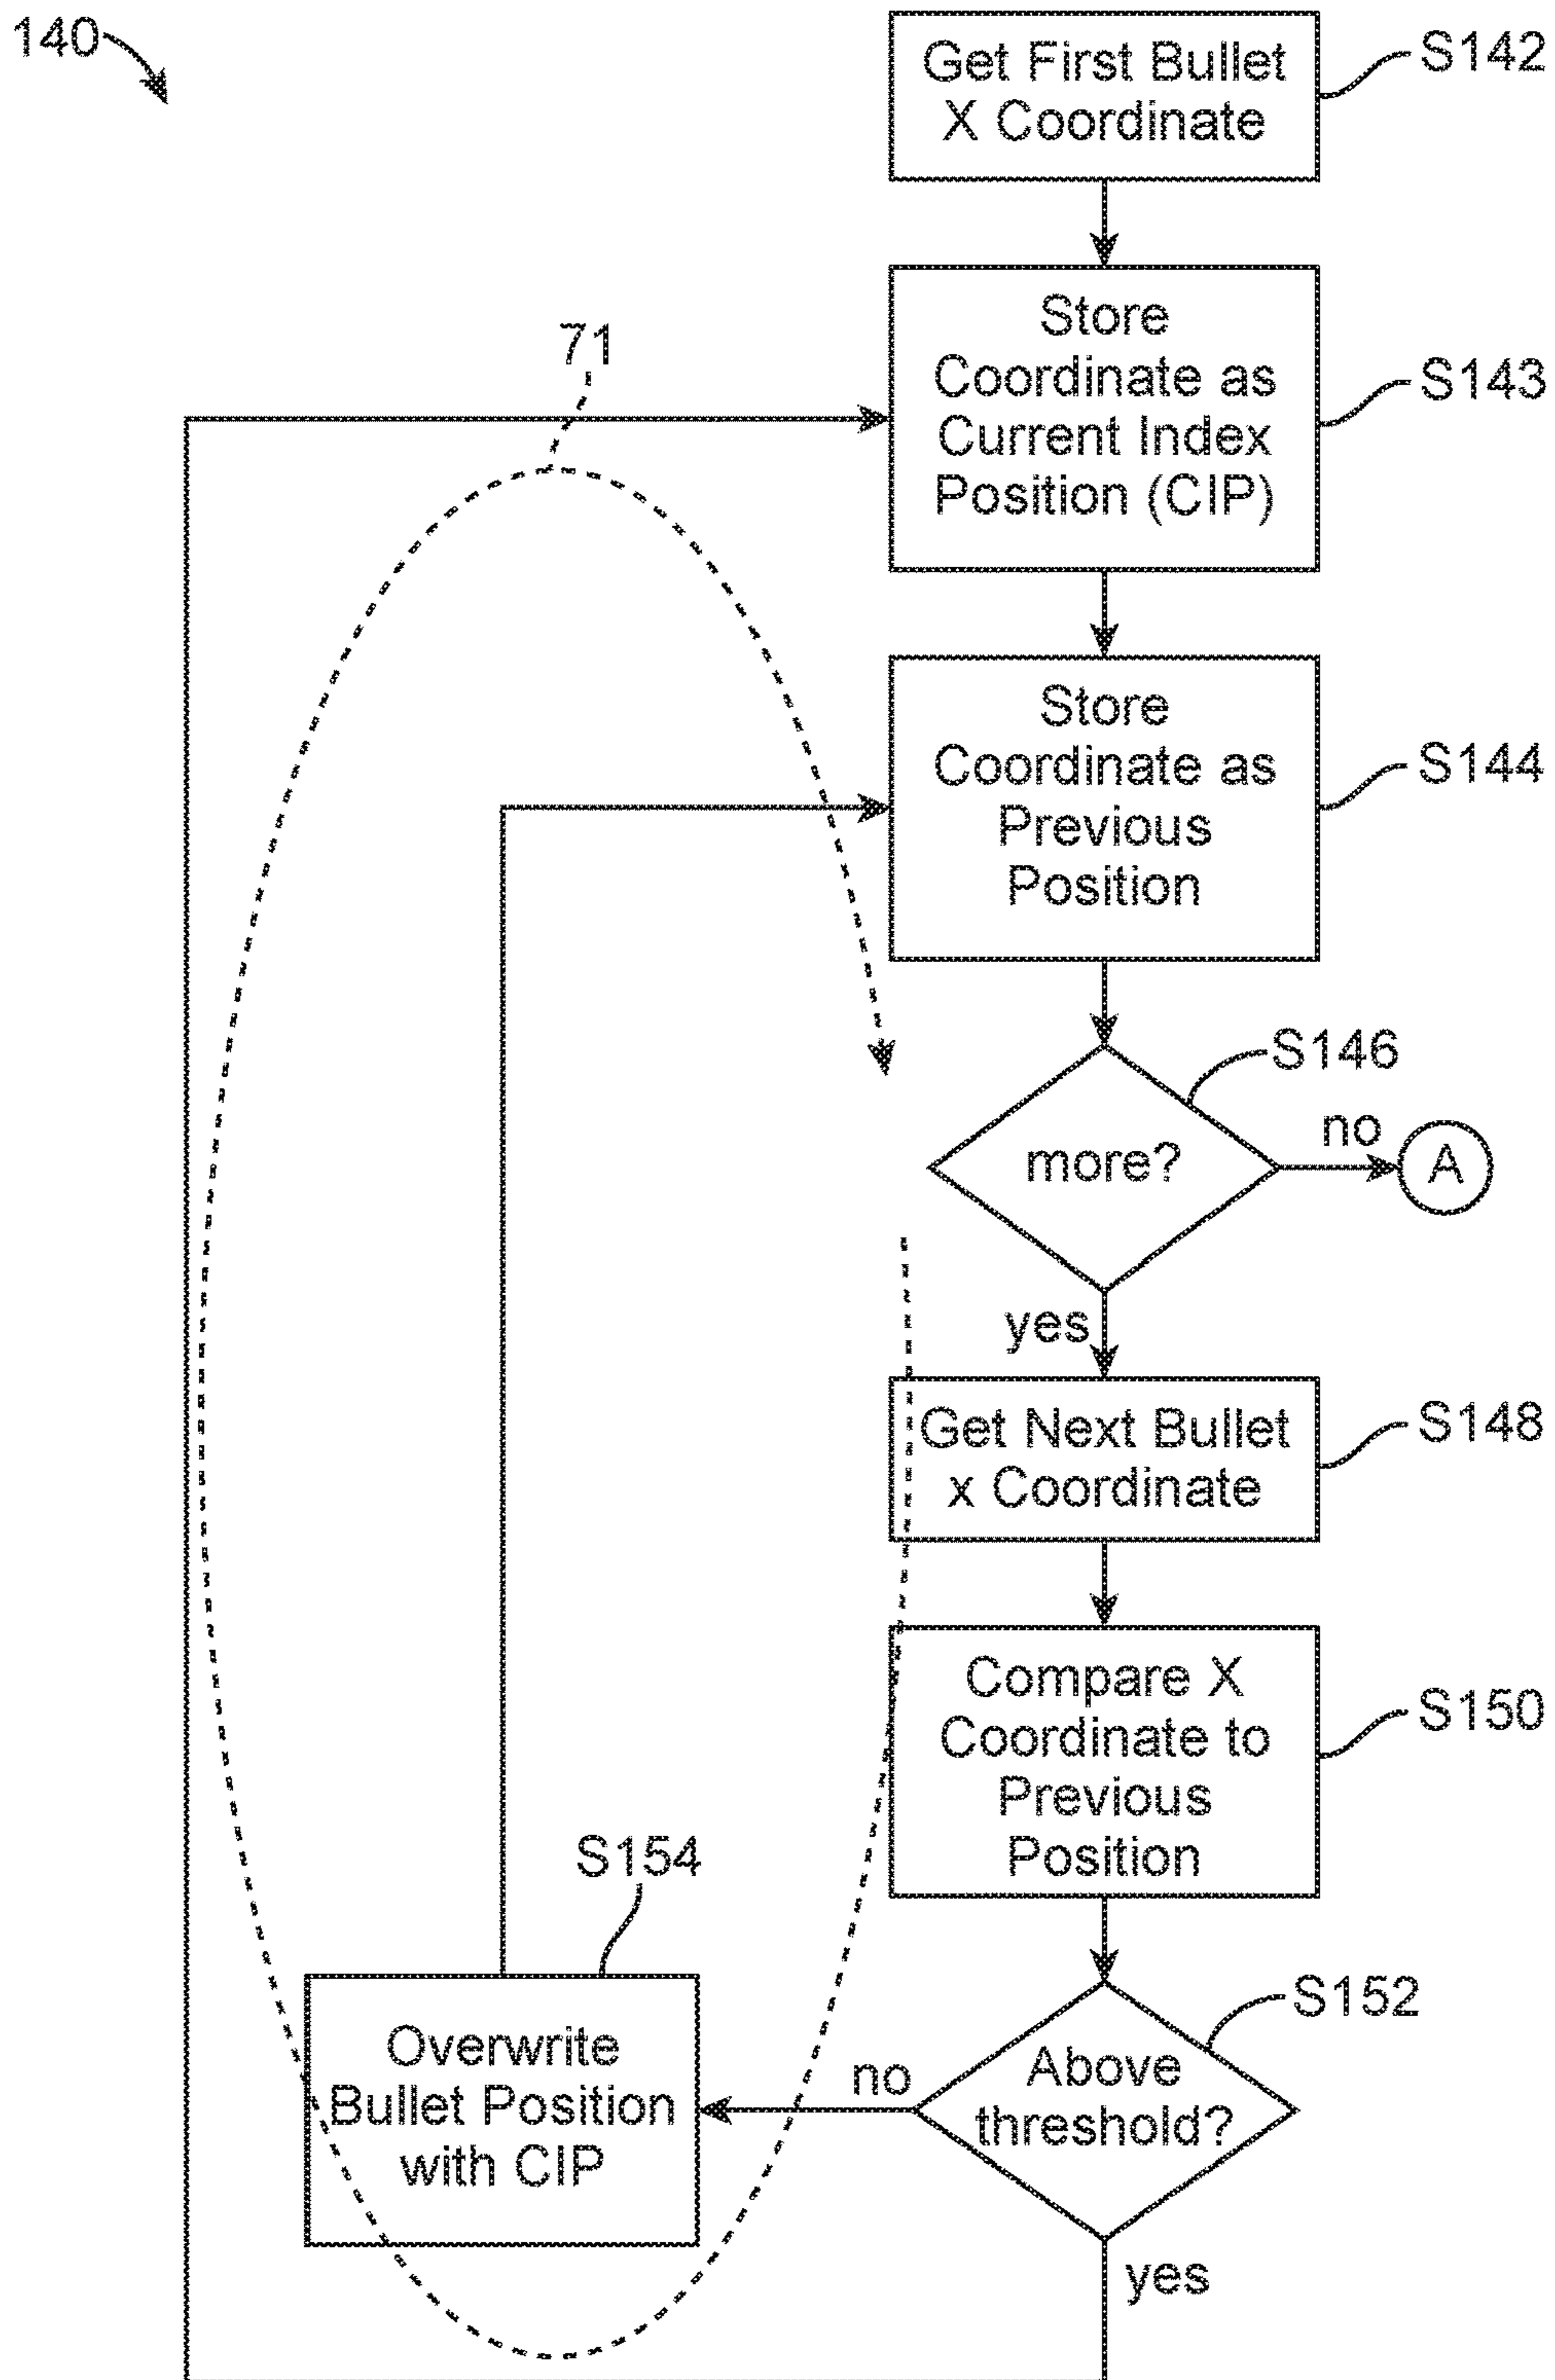 140
Get First Bullet
X Coordinate
S142
71
Store
Coordinate as
Current Index
Position (CIP)
S143
Store
Coordinate as
Previous
Position
S144
S146
more?
no
A
yes
Get Next Bullet
x Coordinate
S148
Compare X
Coordinate to
Previous
Position
S150
S154
S152
Overwrite
Bullet Position
with CIP
no
Above
threshold?
yes